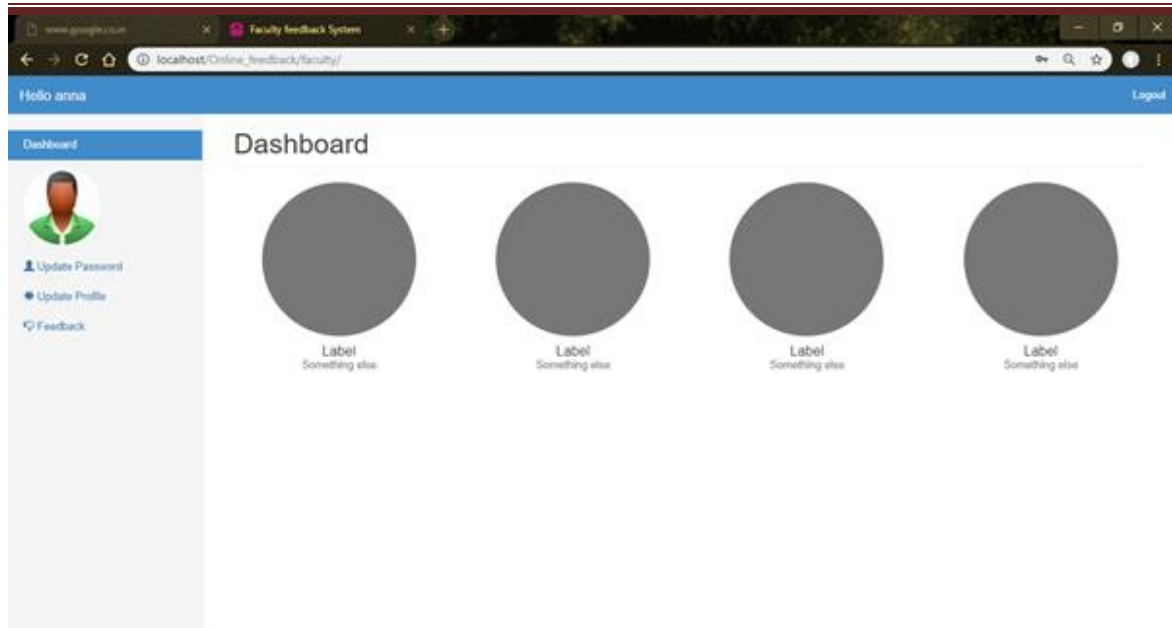 www.google.co.in
Faculty feedback System
localhost/Online_feedback/faculty/
Hello anna
Logout
Dashboard
Dashboard
Update Password
Update Profile
Feedback
Label
Something else
Label
Something else
Label
Something else
Label
Something else